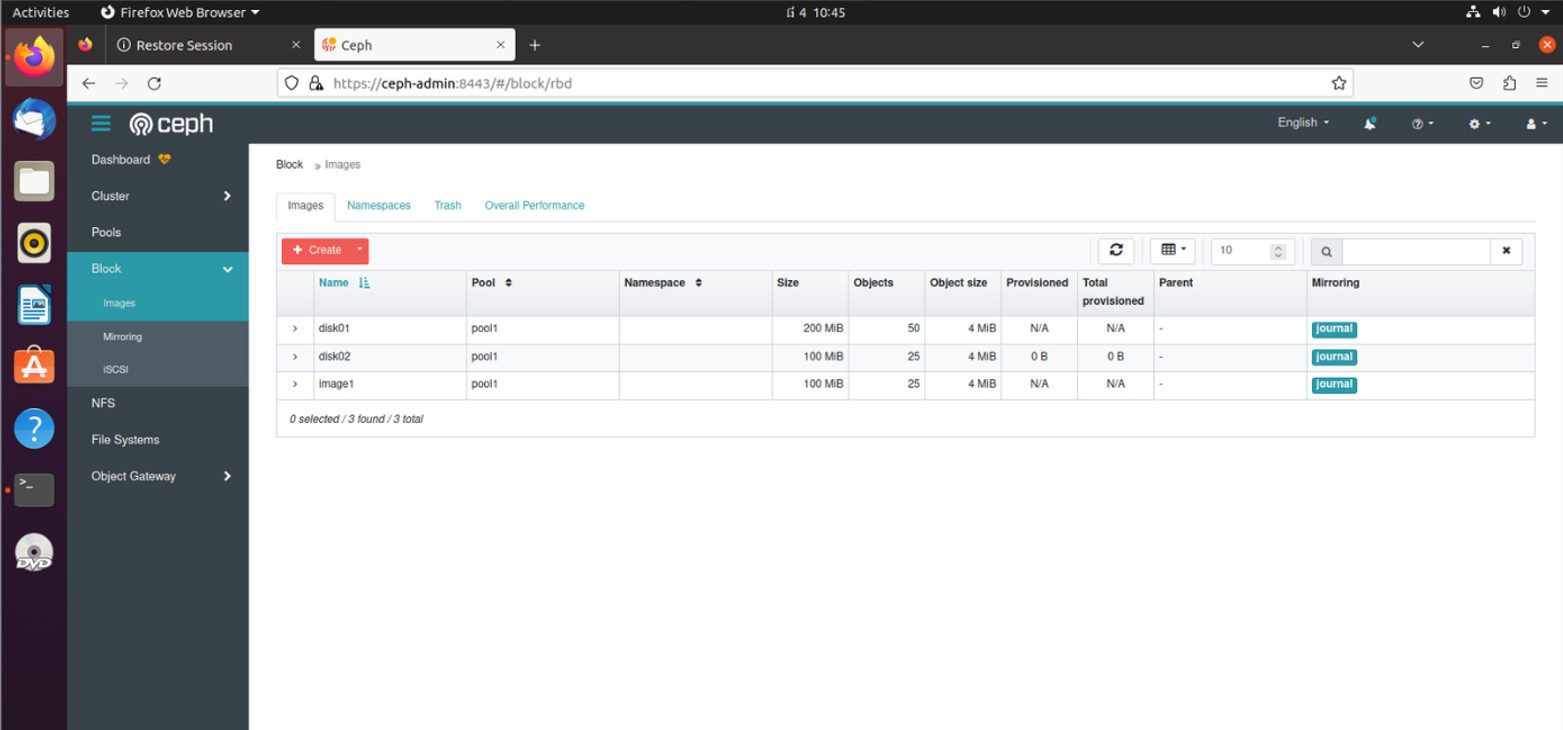 Activities Firefox Web Browser มี 4 10:45
Restore Session × Ceph × +
https://ceph-admin:8443/#/block/rbd
ceph English
Dashboard
Cluster
Pools
Block
Images
Mirroring
iSCSI
NFS
File Systems
Object Gateway
Block » Images
Images Namespaces Trash Overall Performance
+ Create 10
Name Pool Namespace Size Objects Object size Provisioned Total provisioned Parent Mirroring
disk01 pool1 200 MiB 50 4 MiB N/A N/A - journal
disk02 pool1 100 MiB 25 4 MiB 0 B 0 B - journal
image1 pool1 100 MiB 25 4 MiB N/A N/A - journal
0 selected / 3 found / 3 total
DVD